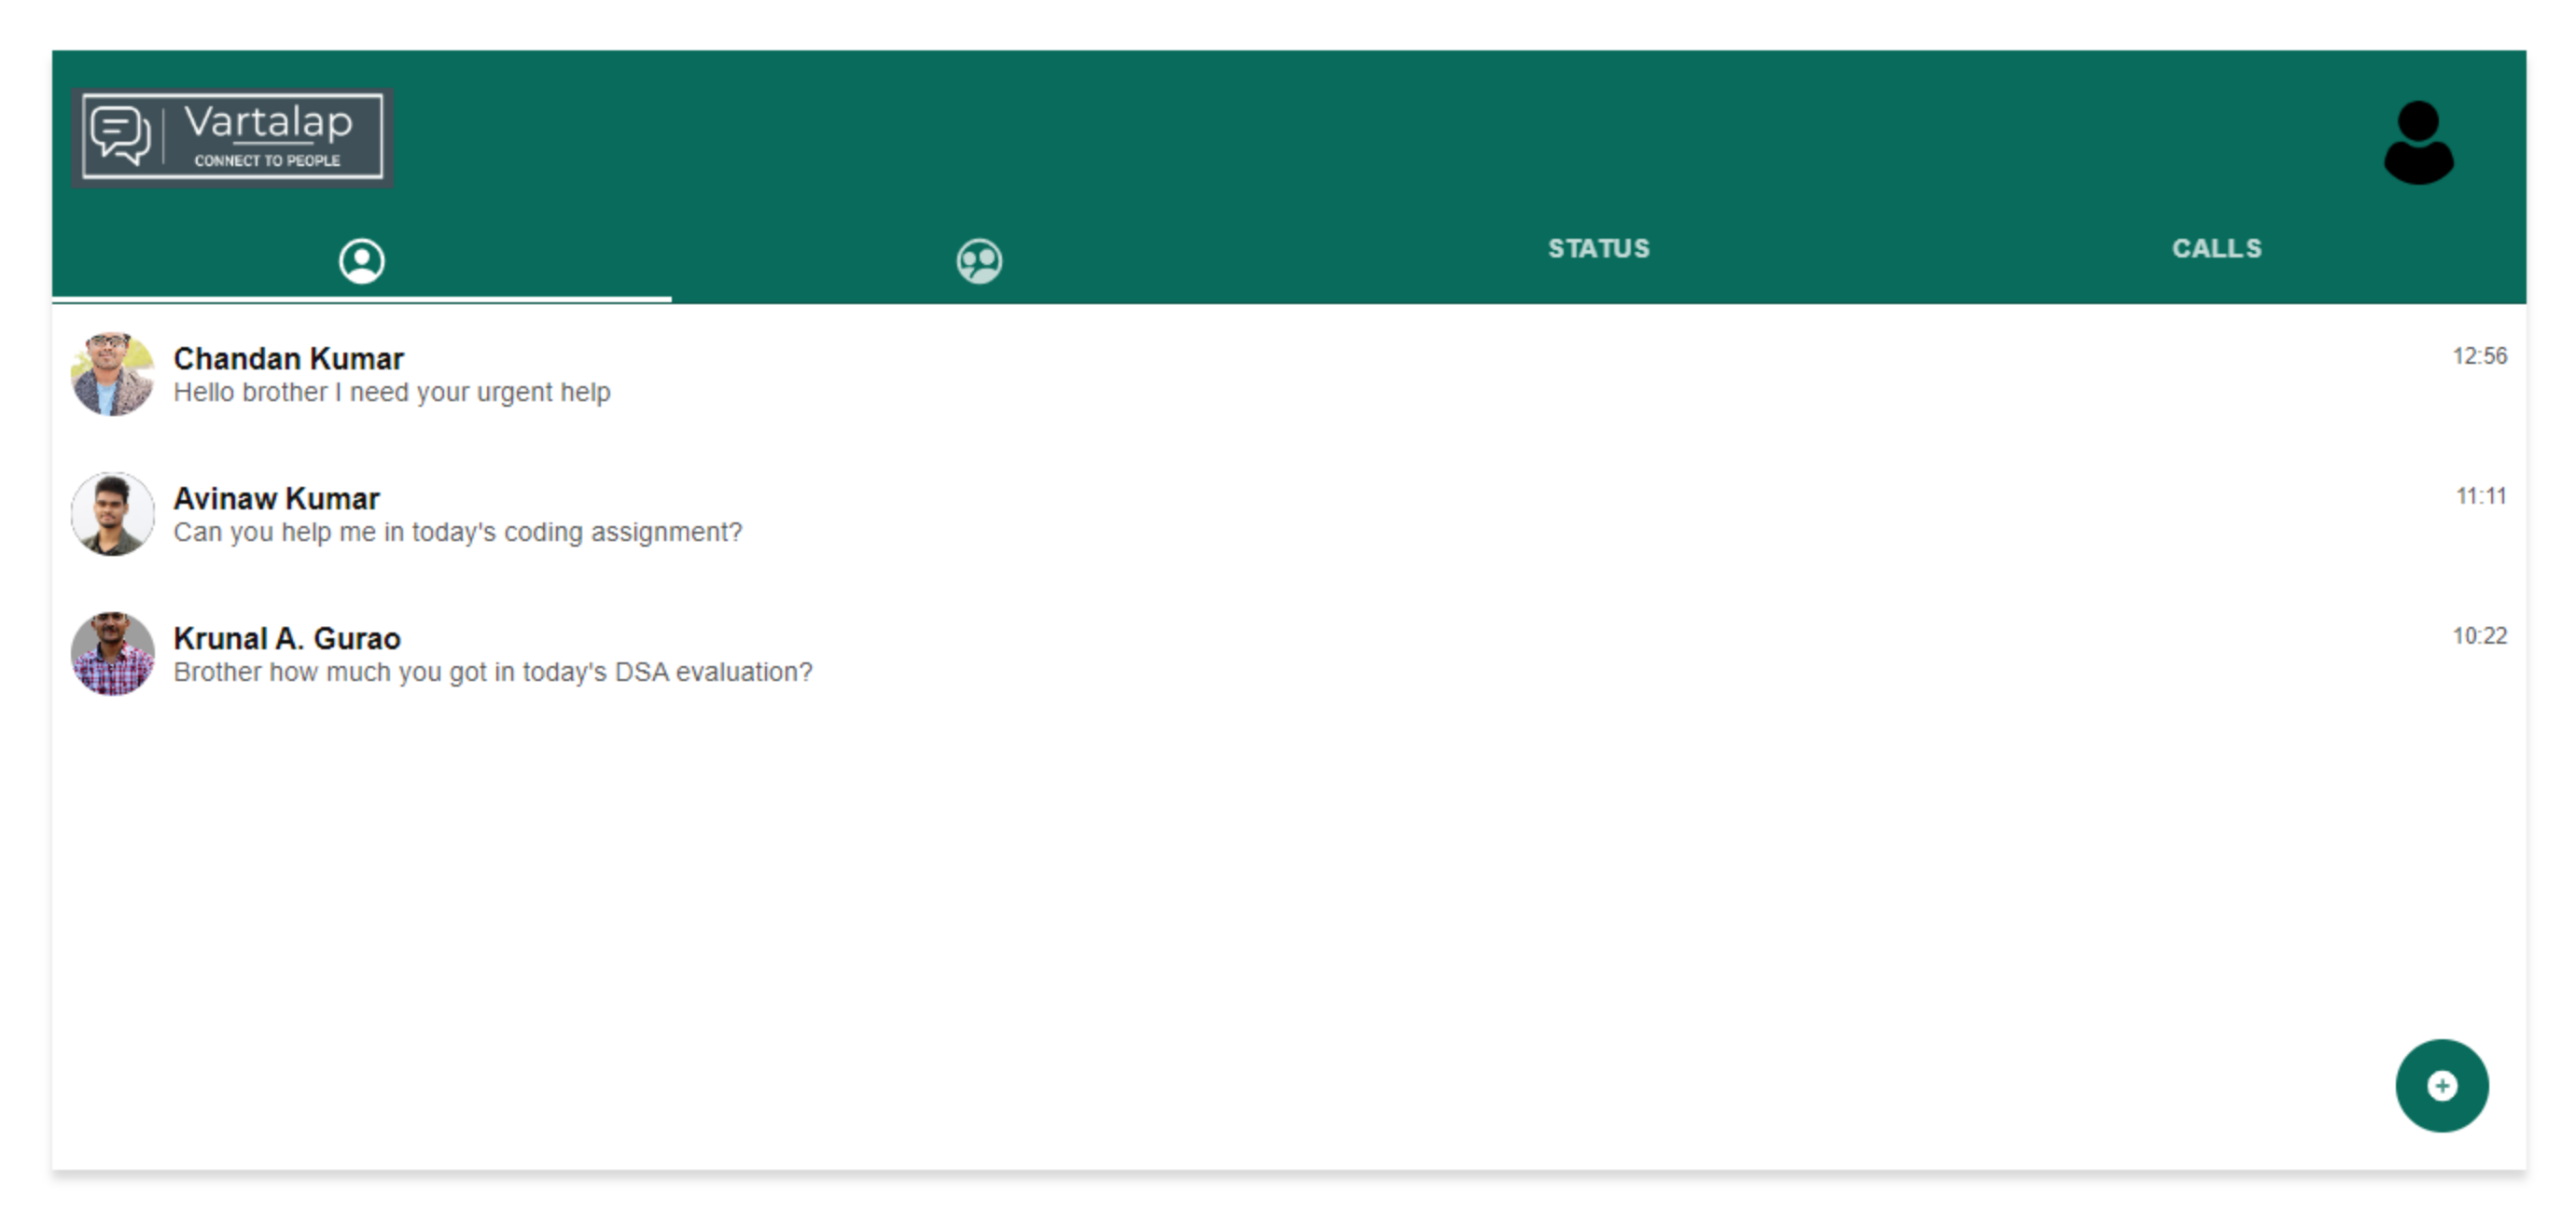 Vartalap
CONNECT TO PEOPLE
STATUS
CALLS
Chandan Kumar
12:56
Hello brother I need your urgent help
Avinaw Kumar
11:11
Can you help me in today's coding assignment?
Krunal A. Gurao
10:22
Brother how much you got in today's DSA evaluation?